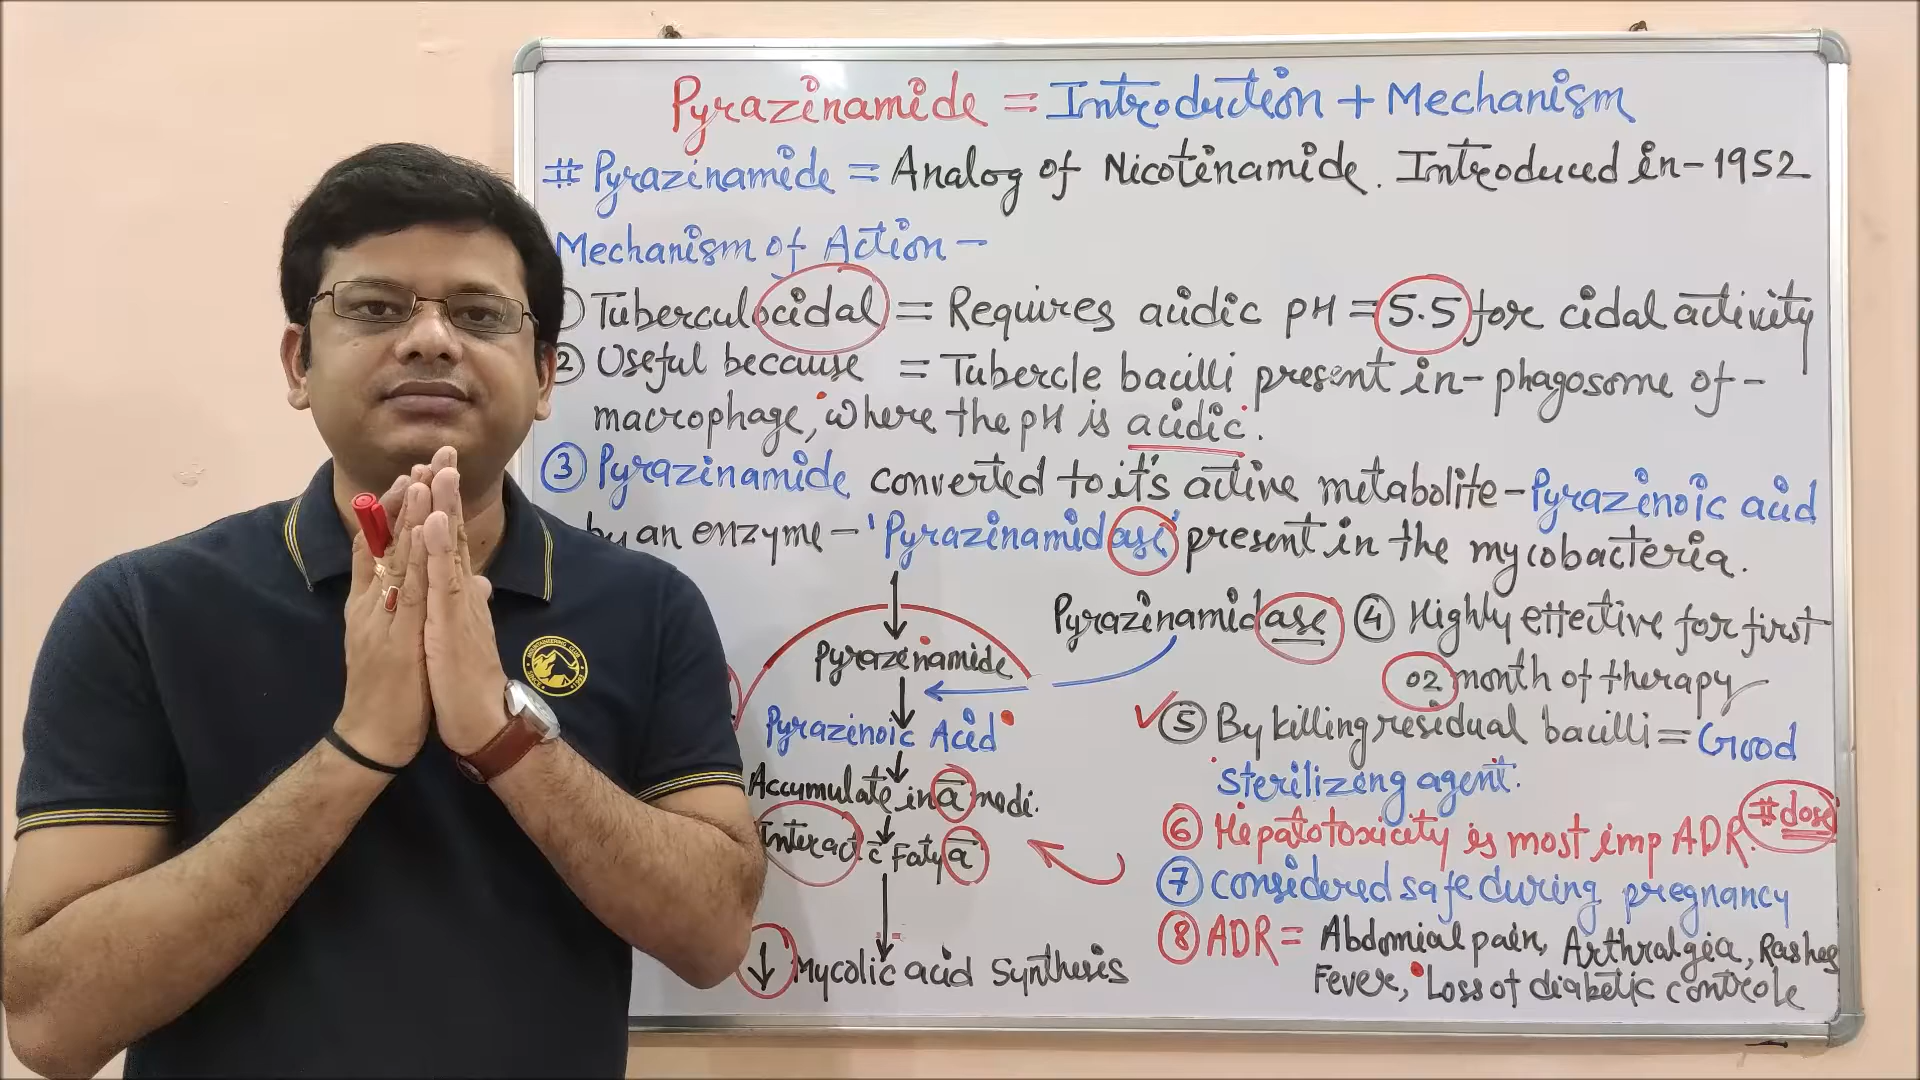 Pyrazinamide = Introduction + Mechanism
# Pyrazinamide = Analog of Nicotinamide. Introduced in - 1952
Mechanism of Action -
Tuberculocidal = Requires acidic pH = 5.5 for cidal activity
② Useful because = Tubercle bacilli present in - phagosome of -
macrophage, where the pH is acidic.
③ Pyrazinamide converted to it's active metabolite - Pyrazinoic acid
by an enzyme - 'Pyrazinamidase' present in the mycobacteria.
Pyrazinamidase
Pyrazinamide
Pyrazinoic Acid
Accumulate in a medi.
Interact c̄ Faty a
↓ Mycolic acid Synthesis
④ Highly effective for first
02 month of therapy
✓ ⑤ By killing residual bacilli = Good
sterilizing agent.
⑥ Hepatotoxicity is most imp ADR. # dose
⑦ considered safe during pregnancy
⑧ ADR = Abdomial pain, Arthralgia, Rashes
Fever, Loss of diabetic controle